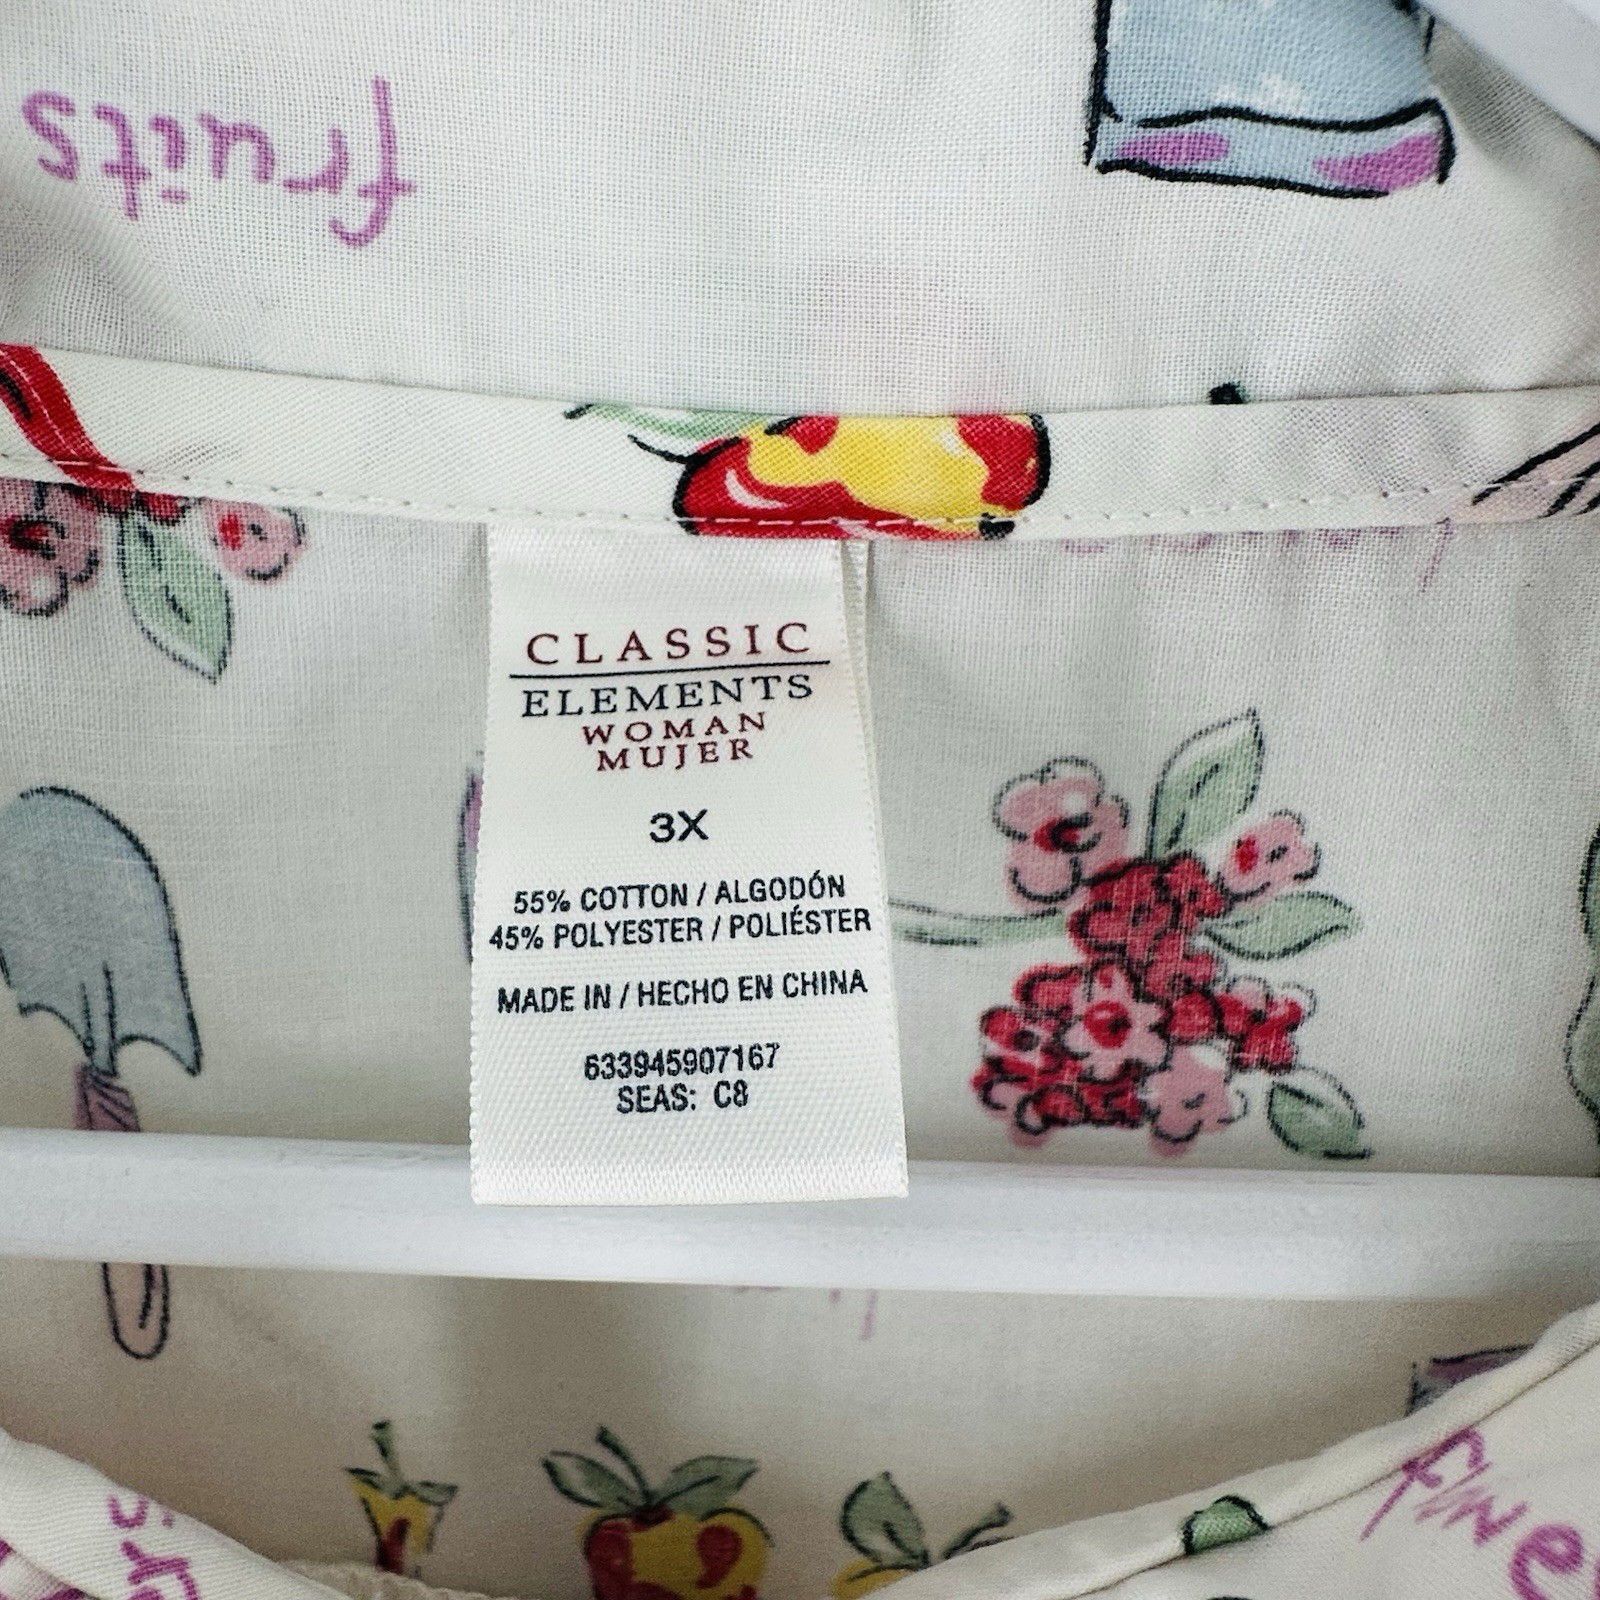 fruits
CLASSIC
ELEMENTS
WOMAN
MUJER
3X
55% COTTON / ALGODÓN
45% POLYESTER / POLIÉSTER
MADE IN / HECHO EN CHINA
633945907167
SEAS: C8